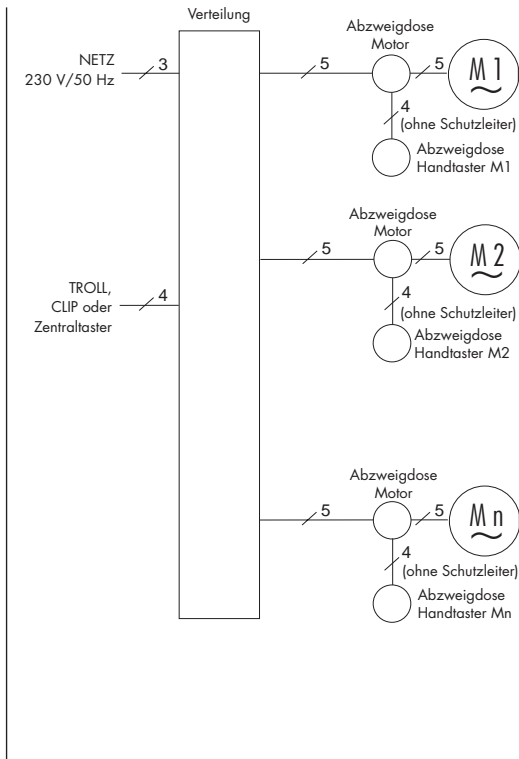 Verteilung
NETZ
230 V/50 Hz
3
5
Abzweigdose
Motor
5
M 1
4
(ohne Schutzleiter)
Abzweigdose
Handtaster M1
TROLL,
CLIP oder
Zentraltaster
4
5
Abzweigdose
Motor
5
M 2
4
(ohne Schutzleiter)
Abzweigdose
Handtaster M2
5
Abzweigdose
Motor
5
M n
4
(ohne Schutzleiter)
Abzweigdose
Handtaster Mn